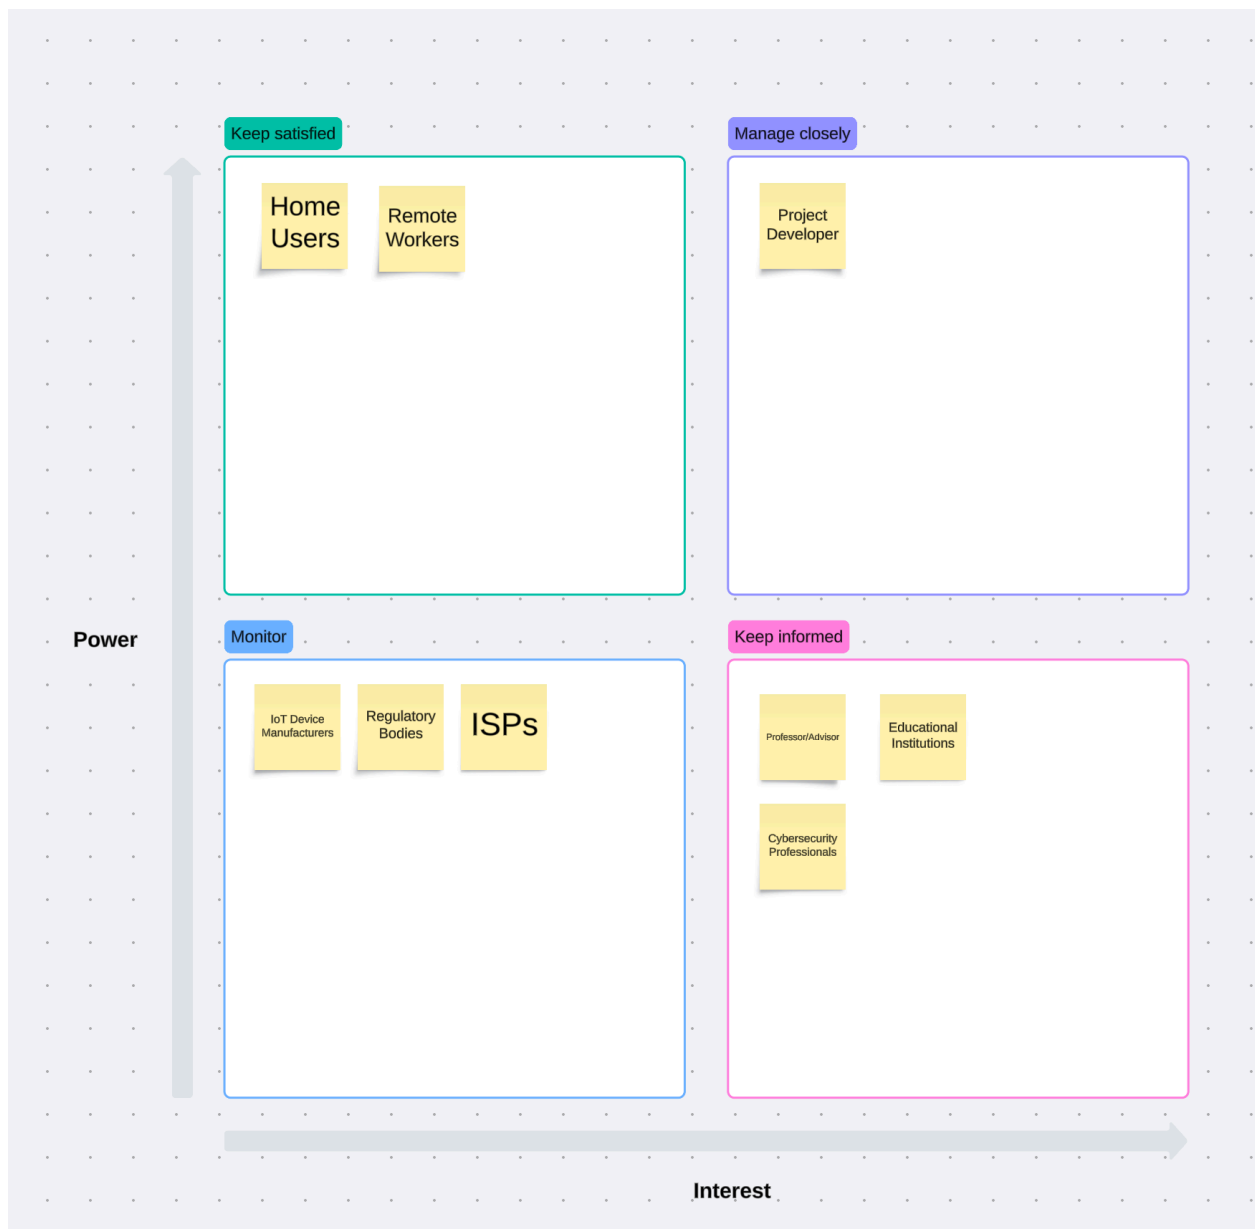 Keep satisfied
Manage closely
Home
Users
Remote
Workers
Project
Developer
Power
Monitor
Keep informed
IoT Device
Manufacturers
Regulatory
Bodies
ISPs
Professor/Advisor
Educational
Institutions
Cybersecurity
Professionals
Interest